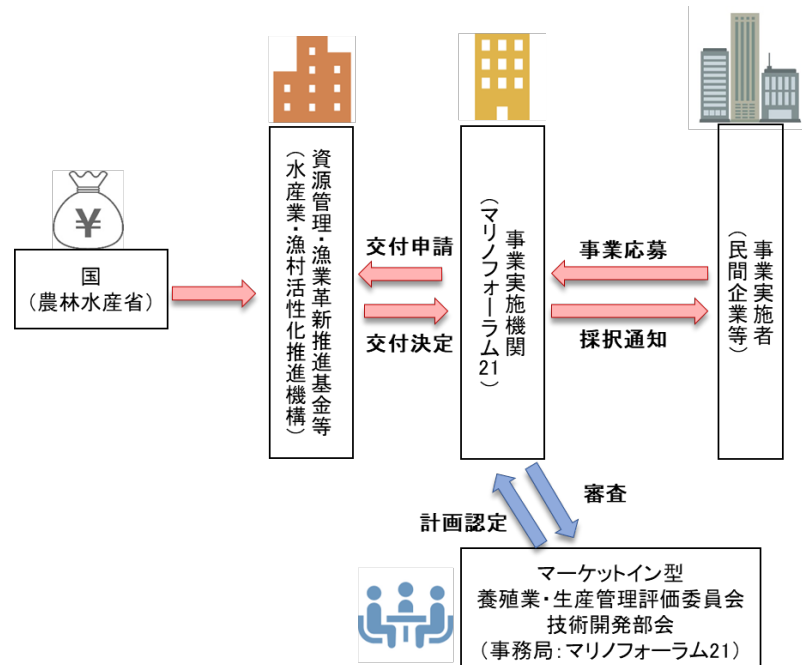 ¥
国
（農林水産省）
資源管理・漁業革新推進基金等
（水産業・漁村活性化推進機構）
交付申請
交付決定
事業実施機関
（マリノフォーラム21）
事業応募
採択通知
事業実施者
（民間企業等）
審査
計画認定
マーケットイン型
養殖業・生産管理評価委員会
技術開発部会
（事務局：マリノフォーラム21）